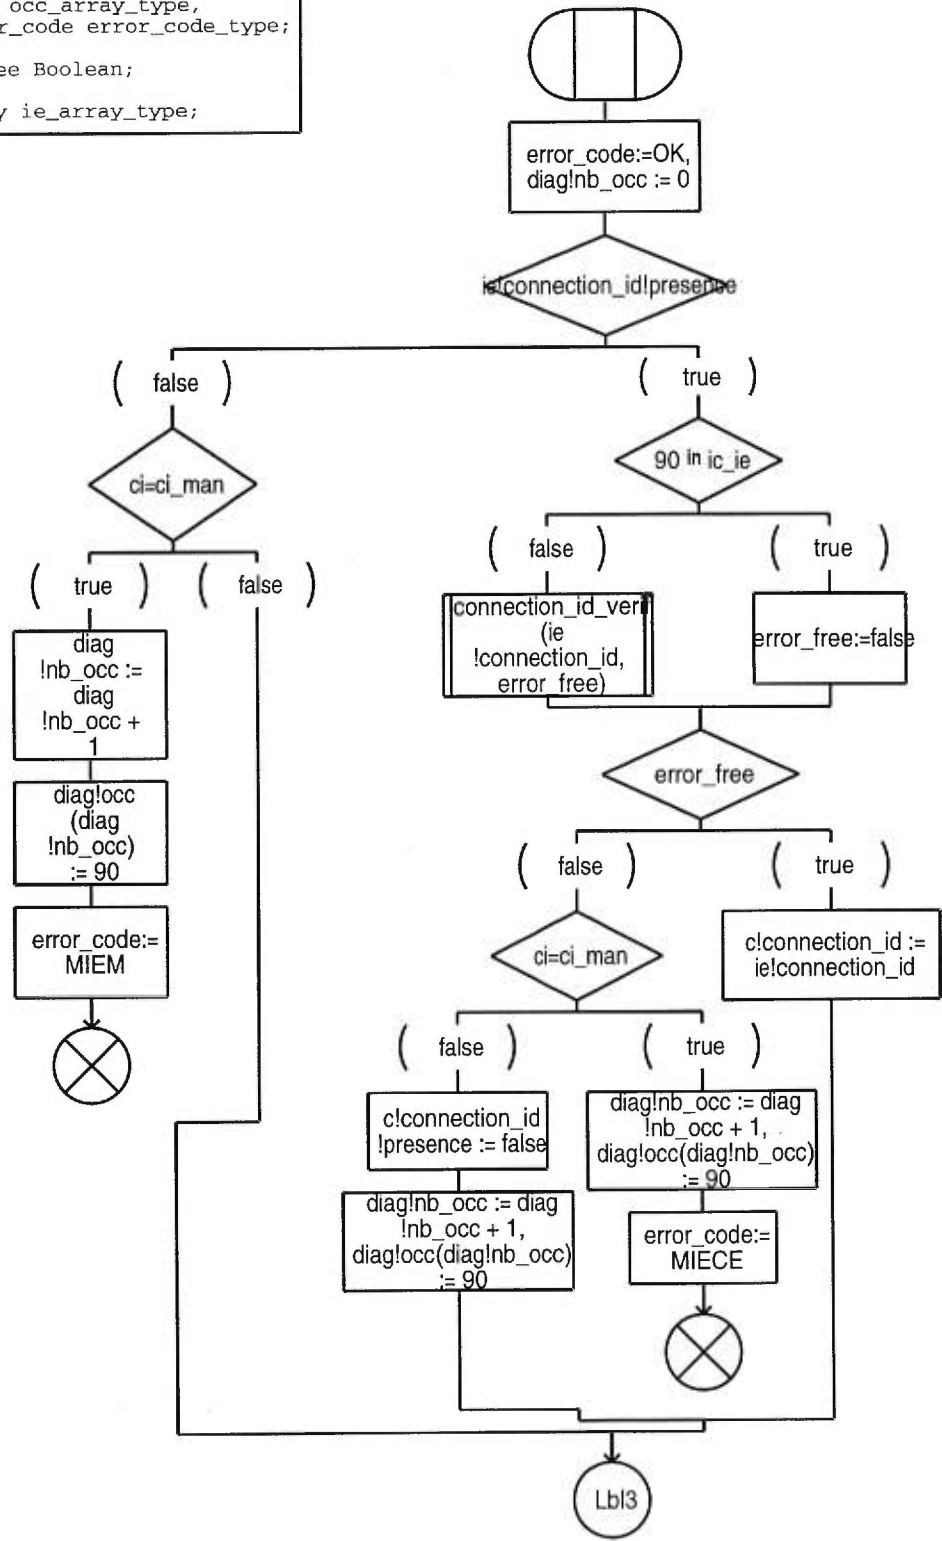 occ_array_type,
r_code error_code_type;
ee Boolean;
y ie_array_type;
error_code:=OK,
diag!nb_occ := 0
ie!connection_id!presence
( false )
( true )
ci=ci_man
90 in ic_ie
( true )
( false )
( false )
( true )
diag
!nb_occ :=
diag
!nb_occ +
1
connection_id_verif
(ie
!connection_id,
error_free)
error_free:=false
diag!occ
(diag
!nb_occ)
:= 90
error_free
( false )
( true )
error_code:=
MIEM
ci=ci_man
c!connection_id :=
ie!connection_id
( false )
( true )
c!connection_id
!presence := false
diag!nb_occ := diag
!nb_occ + 1,
diag!occ(diag!nb_occ)
:= 90
diag!nb_occ := diag
!nb_occ + 1,
diag!occ(diag!nb_occ)
:= 90
error_code:=
MIECE
Lbl3